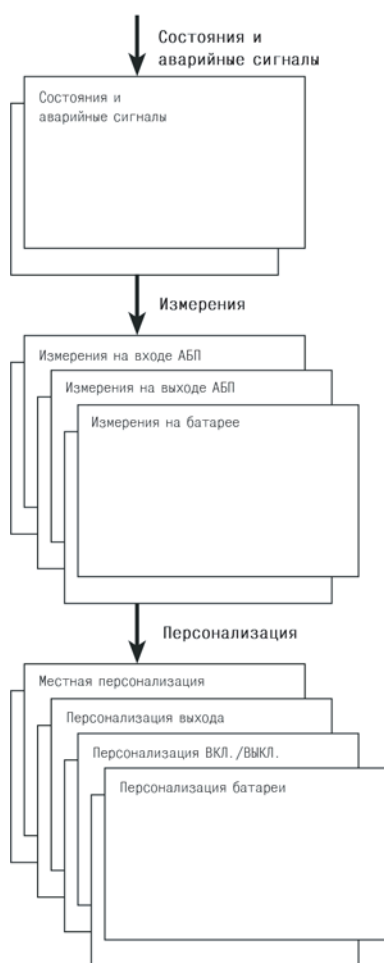 Состояния и
аварийные сигналы
Состояния и
аварийные сигналы
Измерения
Измерения на входе АБП
Измерения на выходе АБП
Измерения на батарее
Персонализация
Местная персонализация
Персонализация выхода
Персонализация ВКЛ./ВЫКЛ.
Персонализация батареи